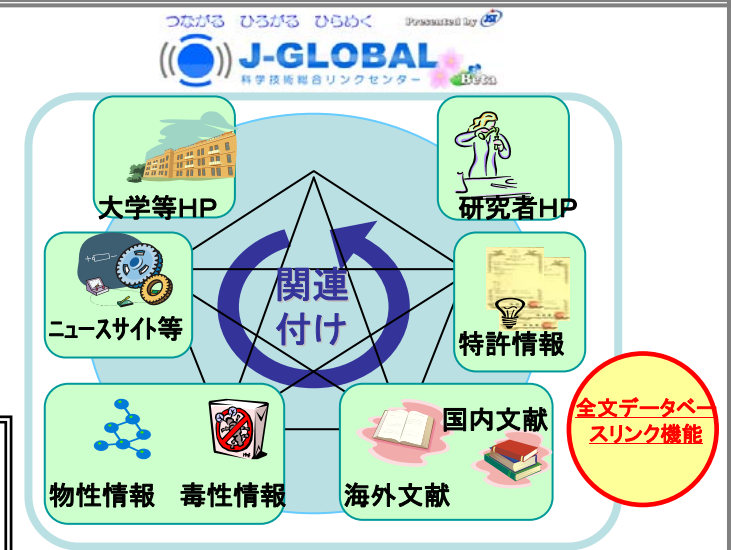 つながる ひろがる ひらめく Presented by JST
J-GLOBAL
科学技術総合リンクセンター Beta
大学等HP
研究者HP
関連
付け
ニュースサイト等
特許情報
全文データベー
スリンク機能
国内文献
物性情報 毒性情報 海外文献